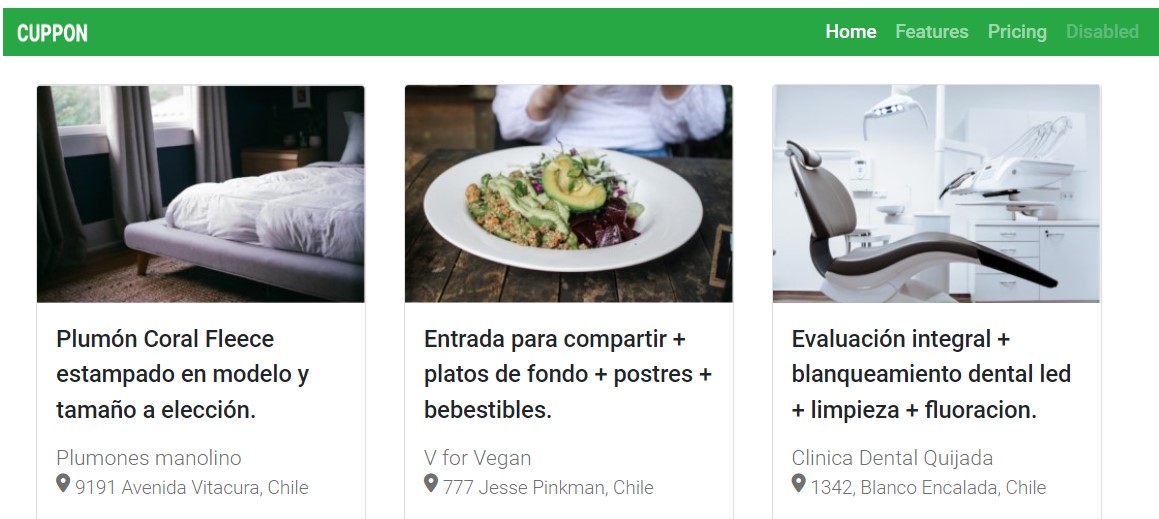 CUPPON
Home Features Pricing Disabled
Plumón Coral Fleece
estampado en modelo y
tamaño a elección.
Plumones manolino
9191 Avenida Vitacura, Chile
Entrada para compartir +
platos de fondo + postres +
bebestibles.
V for Vegan
777 Jesse Pinkman, Chile
Evaluación integral +
blanqueamiento dental led
+ limpieza + fluoracion.
Clinica Dental Quijada
1342, Blanco Encalada, Chile